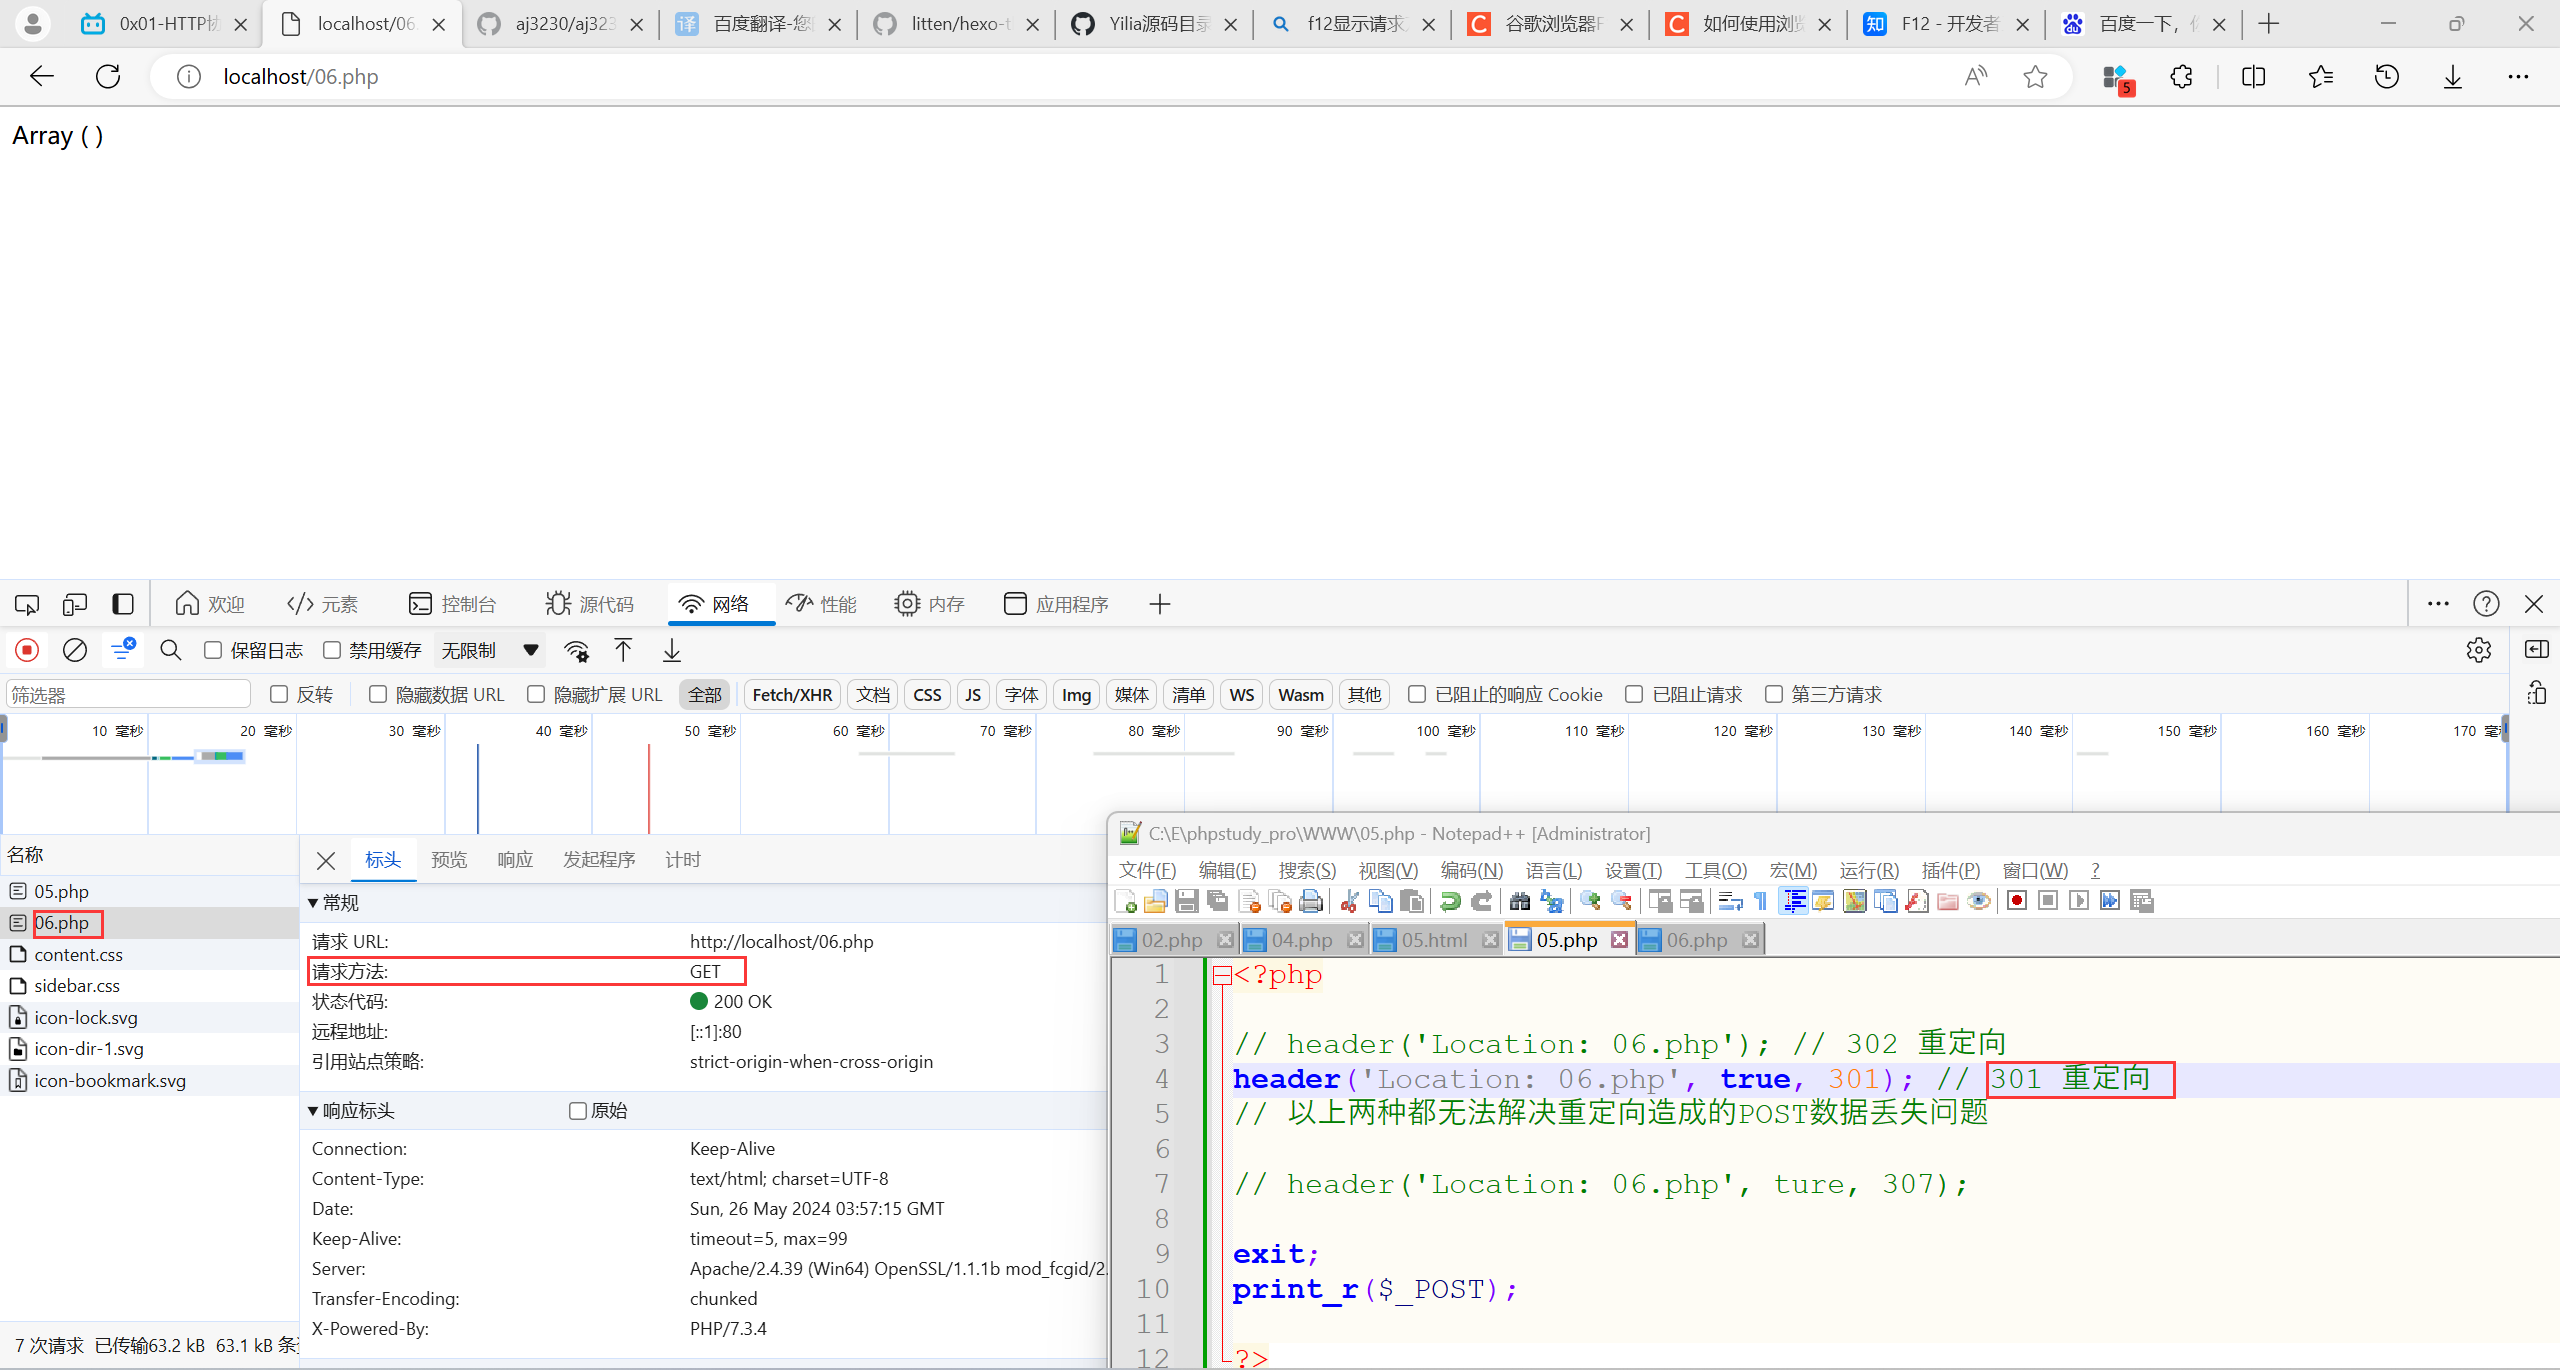 0x01-HTTP协
localhost/06.
aj3230/aj323
百度翻译-您
litten/hexo-t
Yilia源码目录
f12显示请求
谷歌浏览器F
如何使用浏览
F12 - 开发者
百度一下，
localhost/06.php
5
Array ( )
欢迎
元素
控制台
源代码
网络
性能
内存
应用程序
保留日志
禁用缓存
无限制
筛选器
反转
隐藏数据 URL
隐藏扩展 URL
全部
Fetch/XHR
文档
CSS
JS
字体
Img
媒体
清单
WS
Wasm
其他
已阻止的响应 Cookie
已阻止请求
第三方请求
10 毫秒
20 毫秒
30 毫秒
40 毫秒
50 毫秒
60 毫秒
70 毫秒
80 毫秒
90 毫秒
100 毫秒
110 毫秒
120 毫秒
130 毫秒
140 毫秒
150 毫秒
160 毫秒
170 毫
名称
05.php
06.php
content.css
sidebar.css
icon-lock.svg
icon-dir-1.svg
icon-bookmark.svg
7 次请求 已传输63.2 kB 63.1 kB 条
标头
预览
响应
发起程序
计时
常规
请求 URL: http://localhost/06.php
请求方法: GET
状态代码: 200 OK
远程地址: [::1]:80
引用站点策略: strict-origin-when-cross-origin
响应标头
原始
Connection: Keep-Alive
Content-Type: text/html; charset=UTF-8
Date: Sun, 26 May 2024 03:57:15 GMT
Keep-Alive: timeout=5, max=99
Server: Apache/2.4.39 (Win64) OpenSSL/1.1.1b mod_fcgid/2.
Transfer-Encoding: chunked
X-Powered-By: PHP/7.3.4
C:\E\phpstudy_pro\WWW\05.php - Notepad++ [Administrator]
文件(F) 编辑(E) 搜索(S) 视图(V) 编码(N) 语言(L) 设置(T) 工具(O) 宏(M) 运行(R) 插件(P) 窗口(W) ?
02.php
04.php
05.html
05.php
06.php
1 <?php
2
3 // header('Location: 06.php'); // 302 重定向
4 header('Location: 06.php', true, 301); // 301 重定向
5 // 以上两种都无法解决重定向造成的POST数据丢失问题
6
7 // header('Location: 06.php', ture, 307);
8
9 exit;
10 print_r($_POST);
11
12 ?>